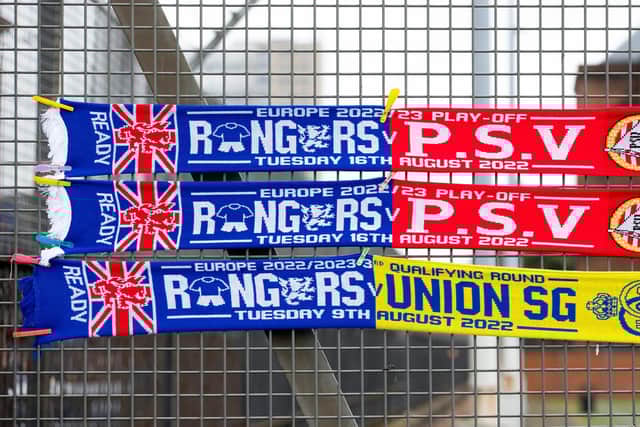 READY
EUROPE 2022/23 PLAY-OFF
RANGERS V P.S.V
TUESDAY 16TH AUGUST 2022
READY
EUROPE 2022/23 PLAY-OFF
RANGERS V P.S.V
TUESDAY 16TH AUGUST 2022
READY
EUROPE 2022/2023 3RD QUALIFYING ROUND
RANGERS V UNION SG
TUESDAY 9TH AUGUST 2022